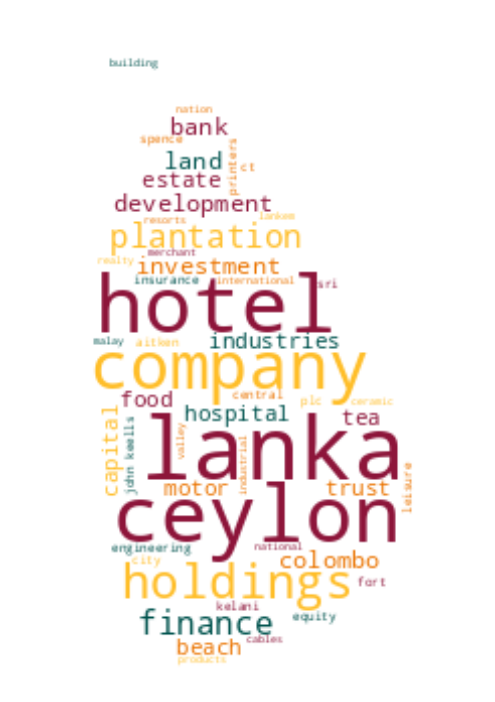 building
nation
bank
spence
printers
land
ct
estate
development
resorts
lankem
plantation
merchant
realty
investment
insurance
international
sri
hotel
malay
aitken
industries
company
food
central
plc
ceramic
capital
john keells
hospital
tea
valley
lanka
industrial
leisure
motor
trust
ceylon
engineering
national
city
colombo
holdings
fort
kelani
finance
equity
beach
cables
products